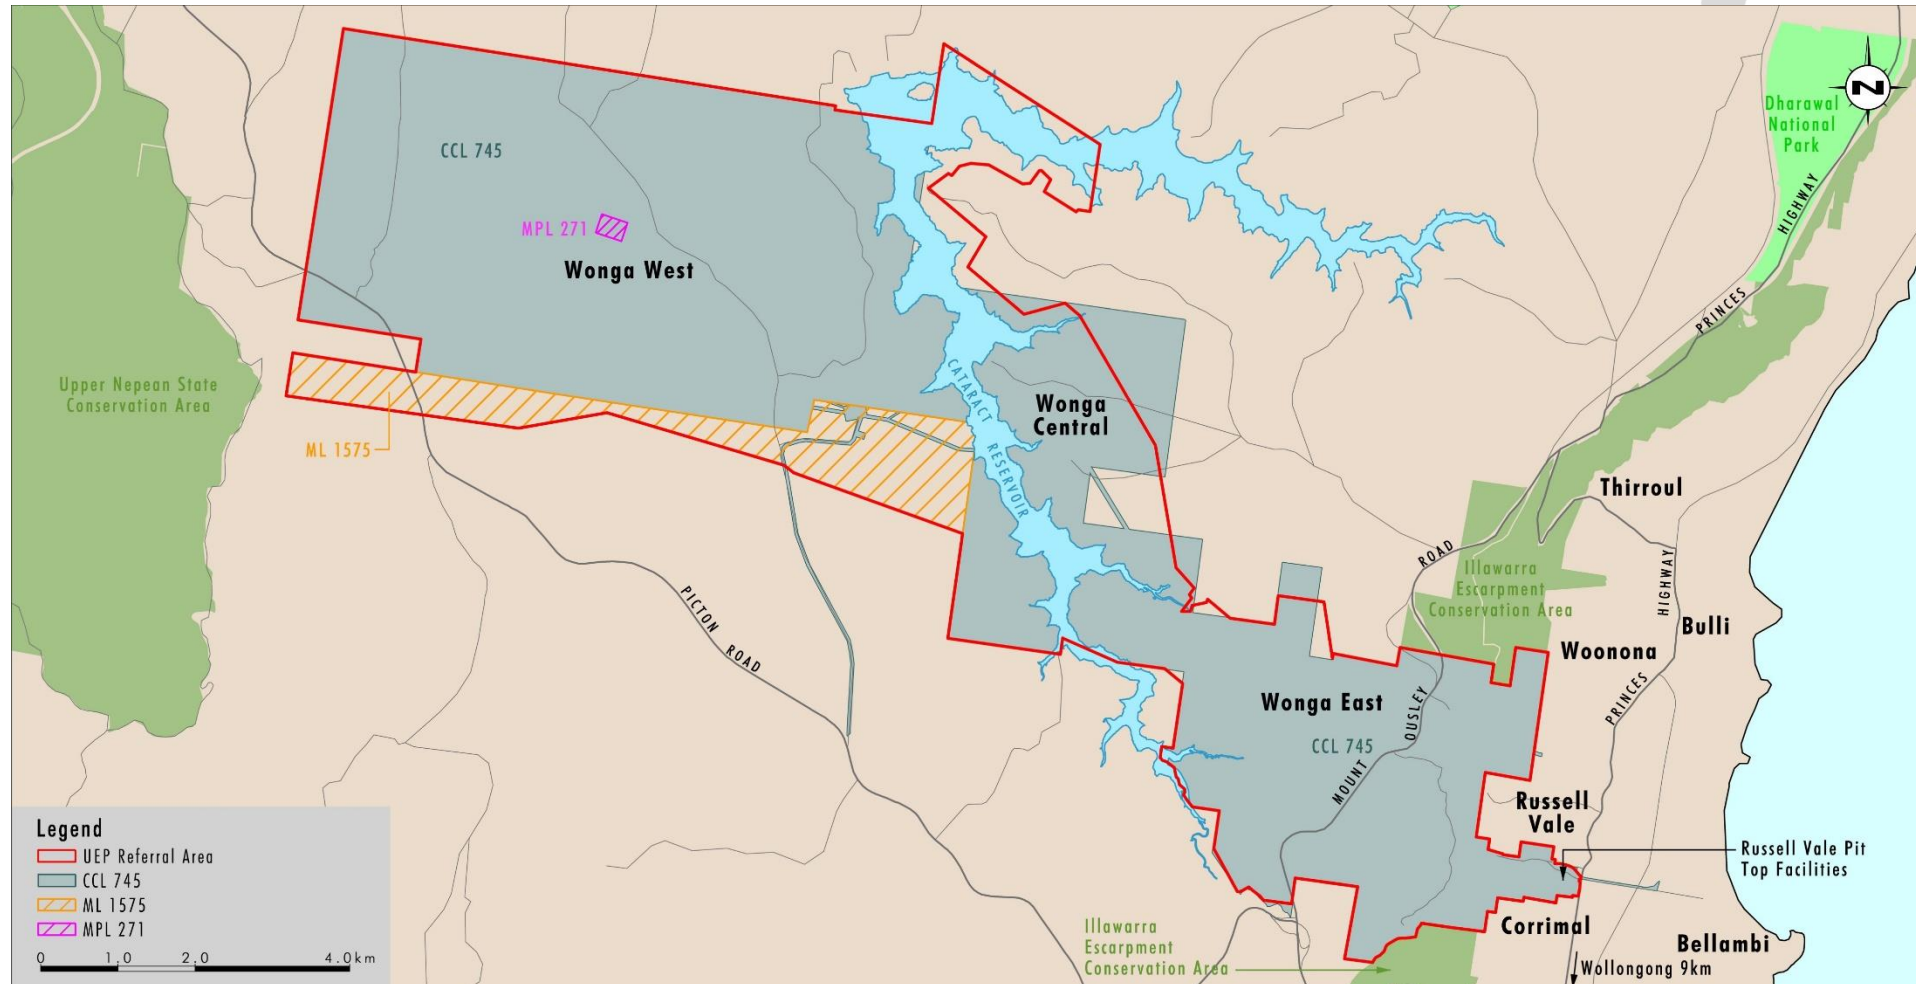 N
Dharawal
National
Park
HIGHWAY
PRINCES
CCL 745
MPL 271
Wonga West
Upper Nepean State
Conservation Area
ML 1575
CATARACT
RESERVOIR
Wonga
Central
Thirroul
ROAD
Illawarra
Escarpment
Conservation Area
HIGHWAY
Bulli
Woonona
PRINCES
PICTON
ROAD
Wonga East
CCL 745
OUSLEY
MOUNT
Russell
Vale
Russell Vale Pit
Top Facilities
Corrimal
Bellambi
Wollongong 9km
Illawarra
Escarpment
Conservation Area
Legend
UEP Referral Area
CCL 745
ML 1575
MPL 271
0 1.0 2.0 4.0km